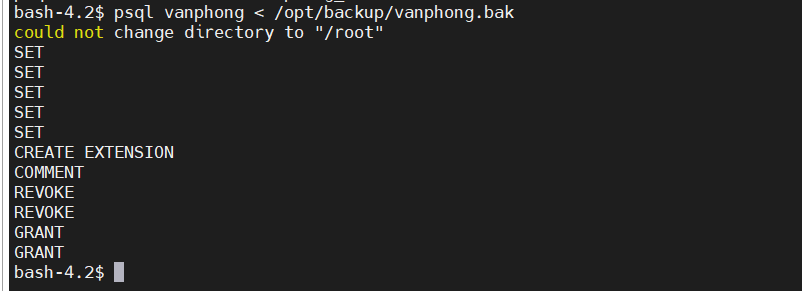 bash-4.2$ psql vanphong < /opt/backup/vanphong.bak
could not change directory to "/root"
SET
SET
SET
SET
SET
CREATE EXTENSION
COMMENT
REVOKE
REVOKE
GRANT
GRANT
bash-4.2$